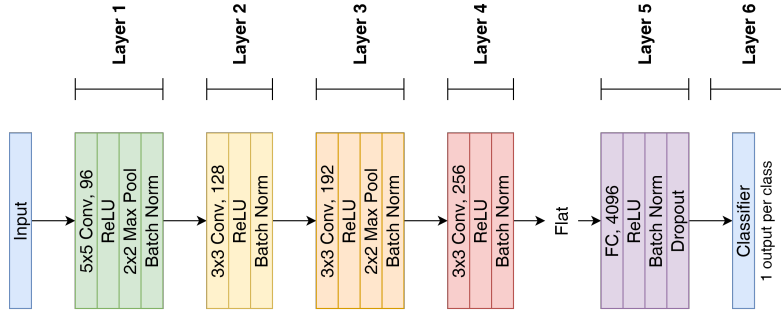 Layer 1
Layer 2
Layer 3
Layer 4
Layer 5
Layer 6
Input
5x5 Conv, 96
ReLU
2x2 Max Pool
Batch Norm
3x3 Conv, 128
ReLU
Batch Norm
3x3 Conv, 192
ReLU
2x2 Max Pool
Batch Norm
3x3 Conv, 256
ReLU
Batch Norm
Flat
FC, 4096
ReLU
Batch Norm
Dropout
Classifier
1 output per class